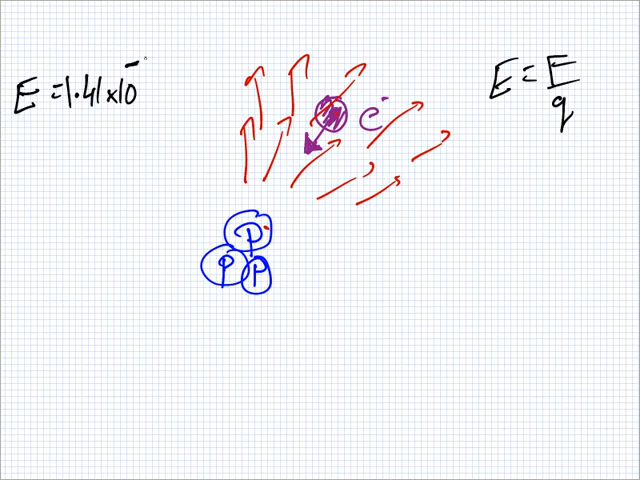 E = 1.41 x 10⁻
E = F/q
e⁻
P
P P